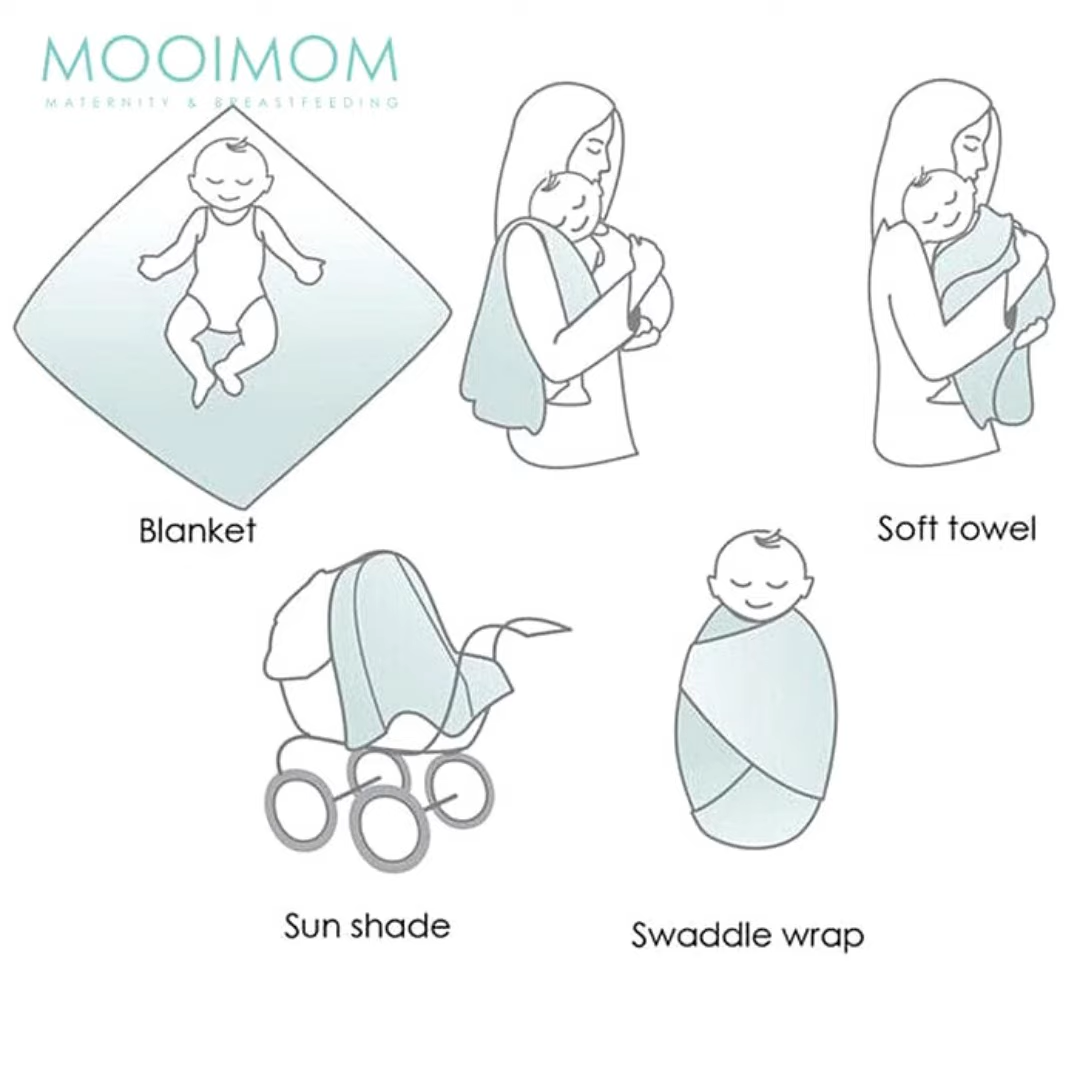 MOOIMOM
MATERNITY & BREASTFEEDING
Blanket
Soft towel
Sun shade
Swaddle wrap